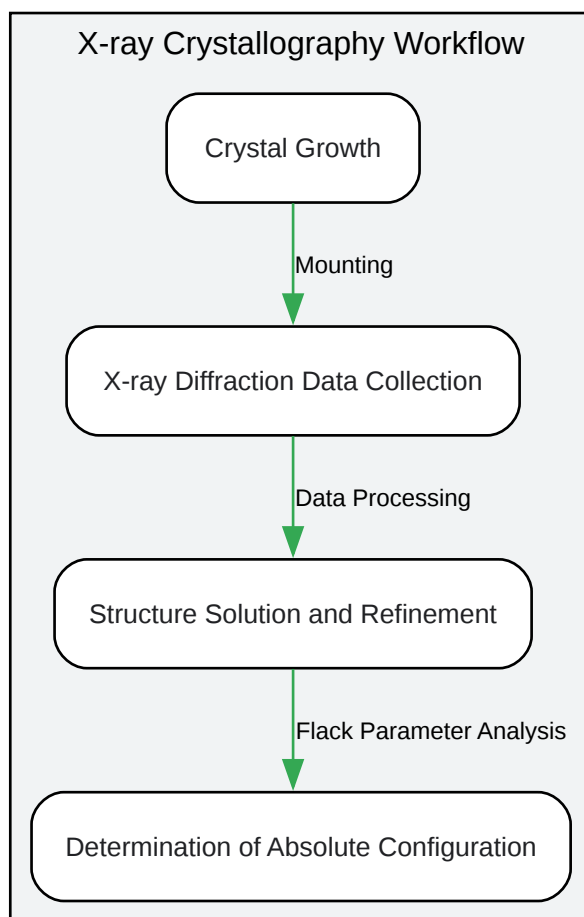 X-ray Crystallography Workflow
Crystal Growth
Mounting
X-ray Diffraction Data Collection
Data Processing
Structure Solution and Refinement
Flack Parameter Analysis
Determination of Absolute Configuration